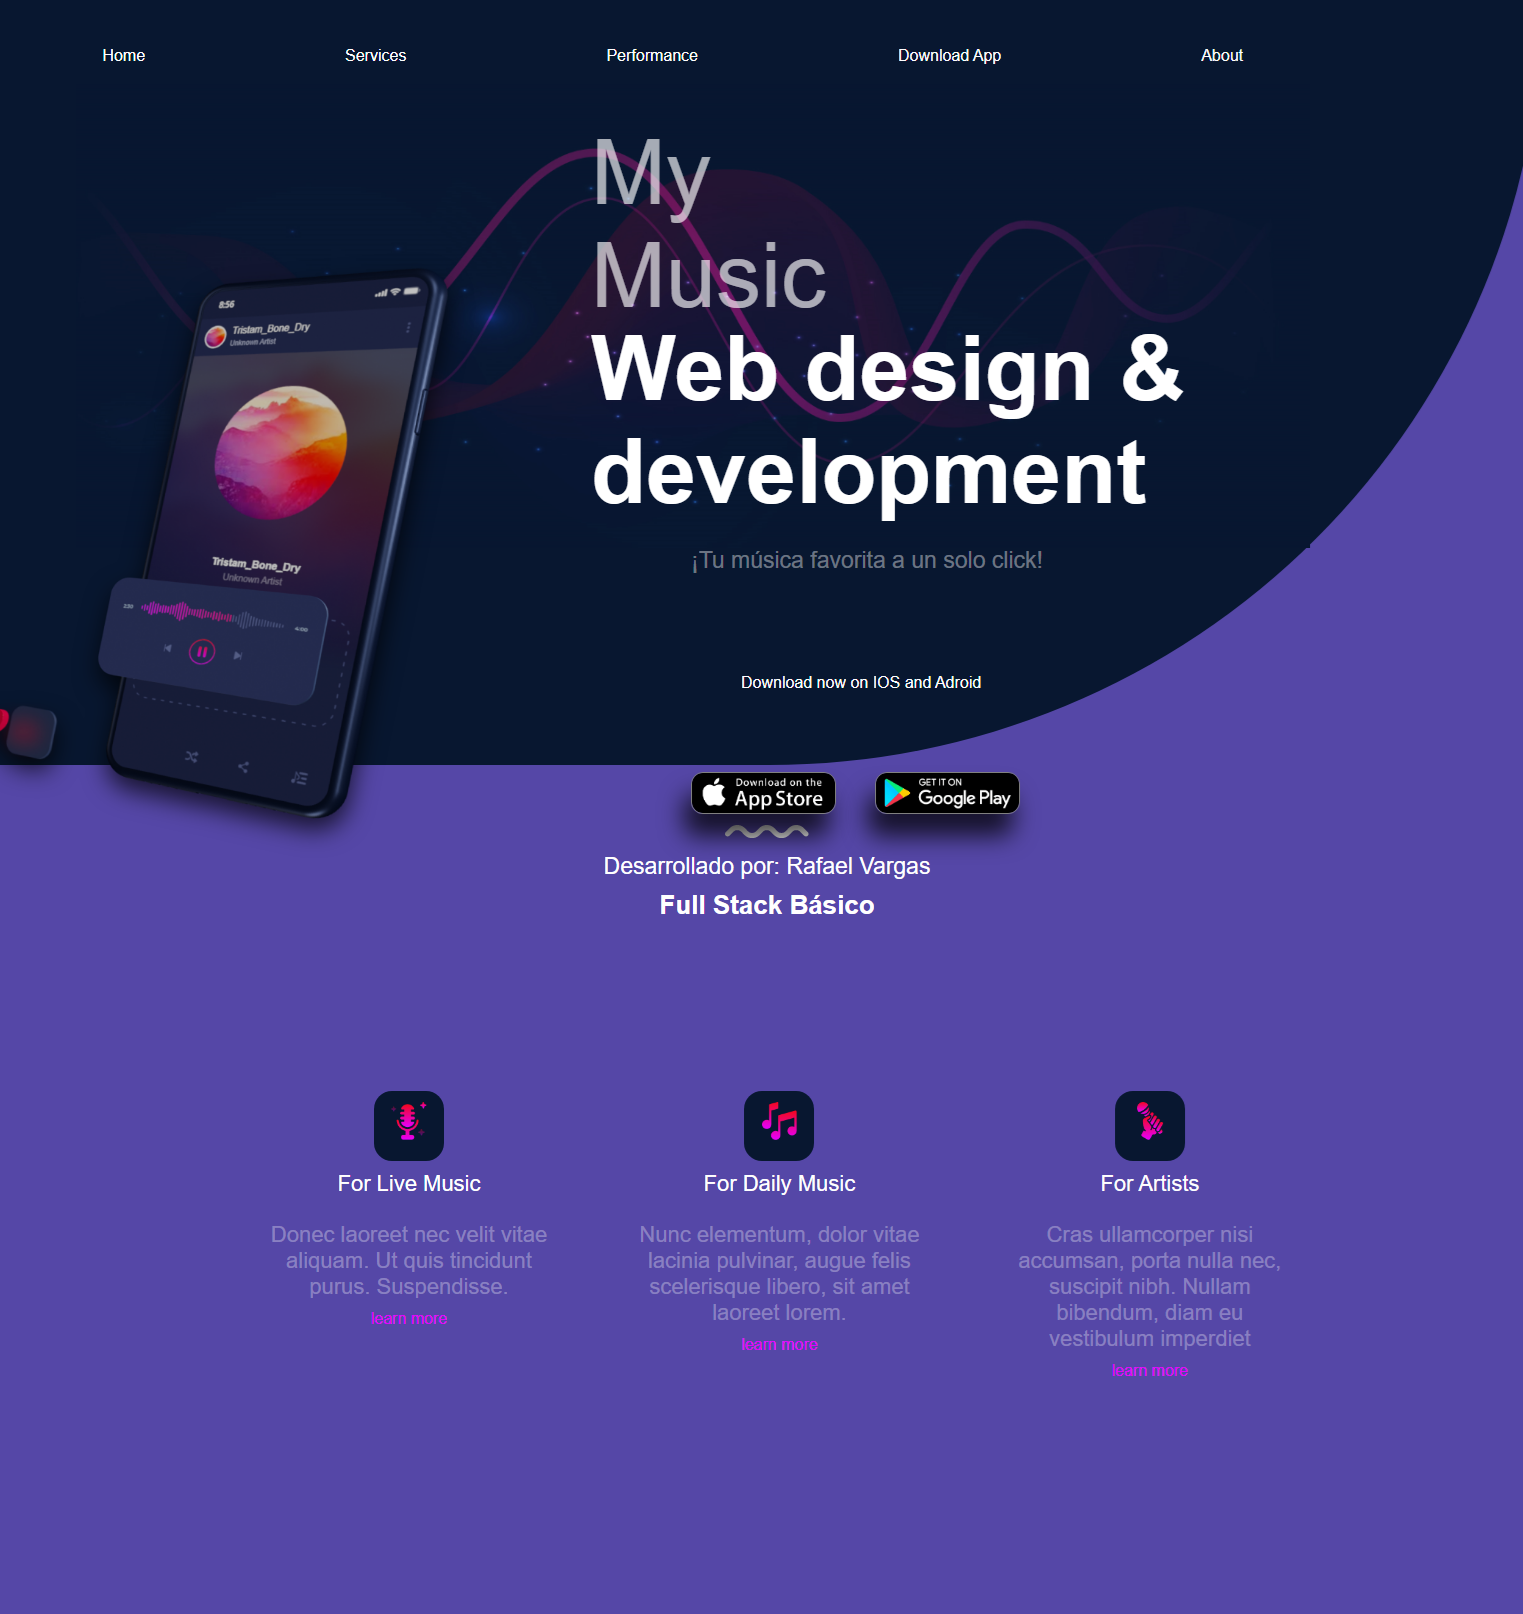 Home Services Performance Download App About
My
Music
Web design &
development
¡Tu música favorita a un solo click!
Download now on IOS and Adroid
8:56
Tristam_Bone_Dry
Unknown Artist
Tristam_Bone_Dry
Unknown Artist
2:30
4:00
Download on the
App Store
GET IT ON
Google Play
Desarrollado por: Rafael Vargas
Full Stack Básico
For Live Music
Donec laoreet nec velit vitae
aliquam. Ut quis tincidunt
purus. Suspendisse.
learn more
For Daily Music
Nunc elementum, dolor vitae
lacinia pulvinar, augue felis
scelerisque libero, sit amet
laoreet lorem.
learn more
For Artists
Cras ullamcorper nisi
accumsan, porta nulla nec,
suscipit nibh. Nullam
bibendum, diam eu
vestibulum imperdiet
learn more